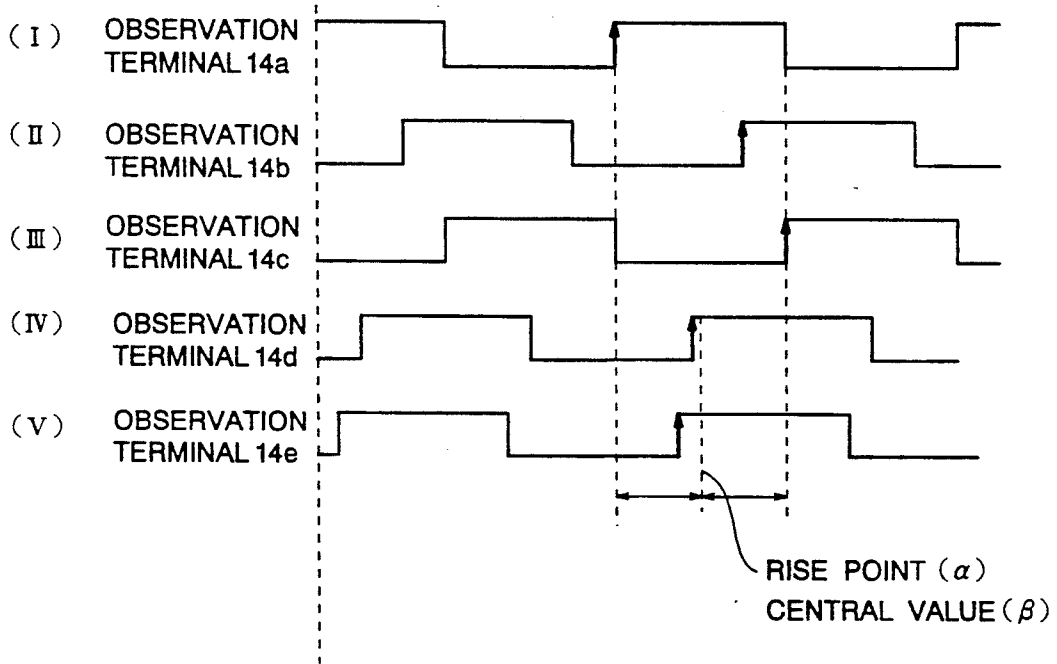 (I) OBSERVATION
TERMINAL 14a
(II) OBSERVATION
TERMINAL 14b
(III) OBSERVATION
TERMINAL 14c
(IV) OBSERVATION
TERMINAL 14d
(V) OBSERVATION
TERMINAL 14e
RISE POINT (α)
CENTRAL VALUE (β)